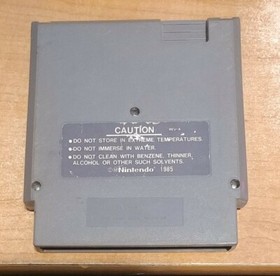 CAUTION
•DO NOT STORE IN EXTREME TEMPERATURES.
•DO NOT IMMERSE IN WATER.
•DO NOT CLEAN WITH BENZENE, THINNER,
ALCOHOL OR OTHER SUCH SOLVENTS.
© Nintendo 1985